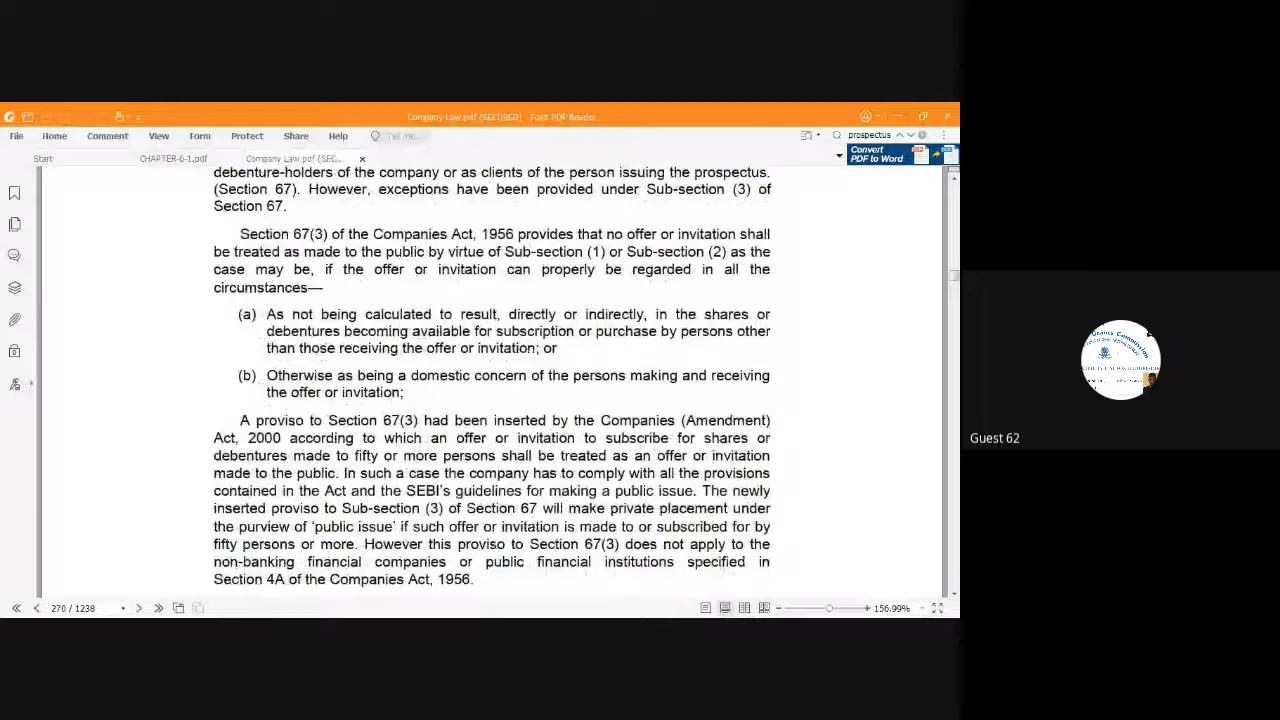 Company Law.pdf (SECURED) - Foxit PDF Reader
File Home Comment View Form Protect Share Help Tell me... prospectus
Convert
PDF to Word
Start CHAPTER-6-1.pdf Company Law.pdf (SEC...
debenture-holders of the company or as clients of the person issuing the prospectus.
(Section 67). However, exceptions have been provided under Sub-section (3) of
Section 67.
Section 67(3) of the Companies Act, 1956 provides that no offer or invitation shall
be treated as made to the public by virtue of Sub-section (1) or Sub-section (2) as the
case may be, if the offer or invitation can properly be regarded in all the
circumstances—
(a) As not being calculated to result, directly or indirectly, in the shares or
debentures becoming available for subscription or purchase by persons other
than those receiving the offer or invitation; or
(b) Otherwise as being a domestic concern of the persons making and receiving
the offer or invitation;
A proviso to Section 67(3) had been inserted by the Companies (Amendment)
Act, 2000 according to which an offer or invitation to subscribe for shares or
debentures made to fifty or more persons shall be treated as an offer or invitation
made to the public. In such a case the company has to comply with all the provisions
contained in the Act and the SEBI's guidelines for making a public issue. The newly
inserted proviso to Sub-section (3) of Section 67 will make private placement under
the purview of 'public issue' if such offer or invitation is made to or subscribed for by
fifty persons or more. However this proviso to Section 67(3) does not apply to the
non-banking financial companies or public financial institutions specified in
Section 4A of the Companies Act, 1956.
270 / 1238 156.99%
Grants Commission
Guest 62